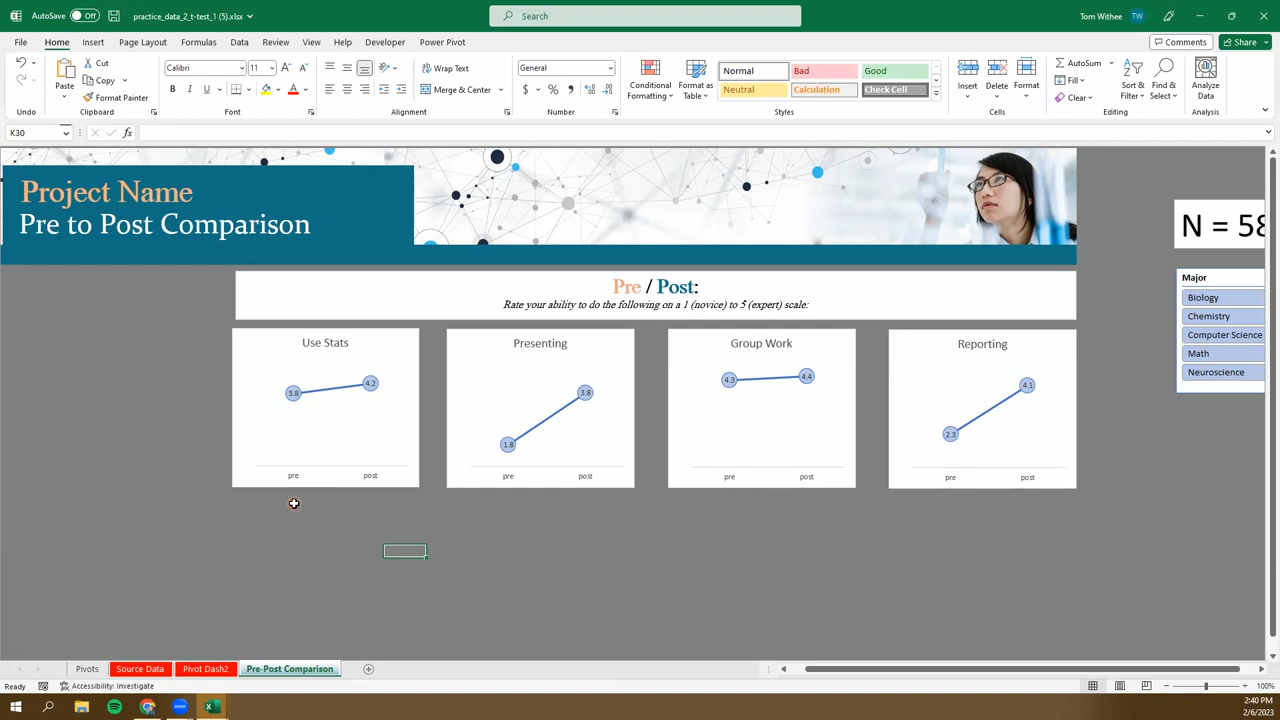 AutoSave Off practice_data_2_t-test_1 (5).xlsx Search Tom Withee TW
File Home Insert Page Layout Formulas Data Review View Help Developer Power Pivot Comments Share
Paste Cut Copy Format Painter
Calibri 11
B I U
Wrap Text
Merge & Center
General
$ % ,
Conditional Formatting
Format as Table
Normal Bad Good
Neutral Calculation Check Cell
Insert Delete Format
AutoSum
Fill
Clear
Sort & Filter
Find & Select
Analyze Data
Undo Clipboard Font Alignment Number Styles Cells Editing Analysis
K30 fx
Project Name
Pre to Post Comparison
N = 58
Pre / Post:
Rate your ability to do the following on a 1 (novice) to 5 (expert) scale:
Major
Biology
Chemistry
Computer Science
Math
Neuroscience
Use Stats
3.8 4.2
pre post
Presenting
1.8 3.8
pre post
Group Work
4.3 4.4
pre post
Reporting
2.3 4.1
pre post
Pivots Source Data Pivot Dash2 Pre-Post Comparison
Ready Accessibility: Investigate 100%
2:40 PM
2/6/2023